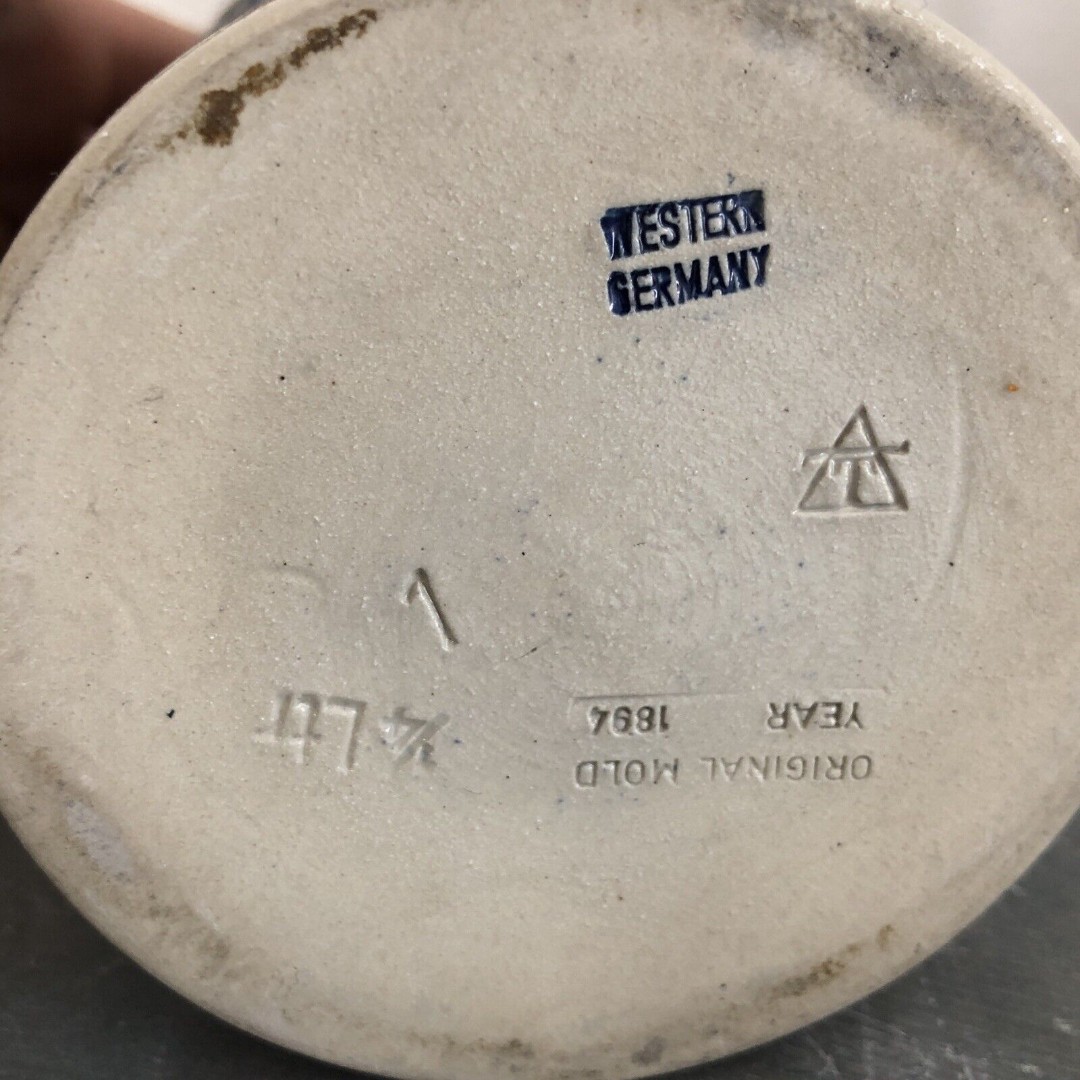 WESTERN
GERMANY
1
¼ Ltr
ORIGINAL MOLD
YEAR 1894